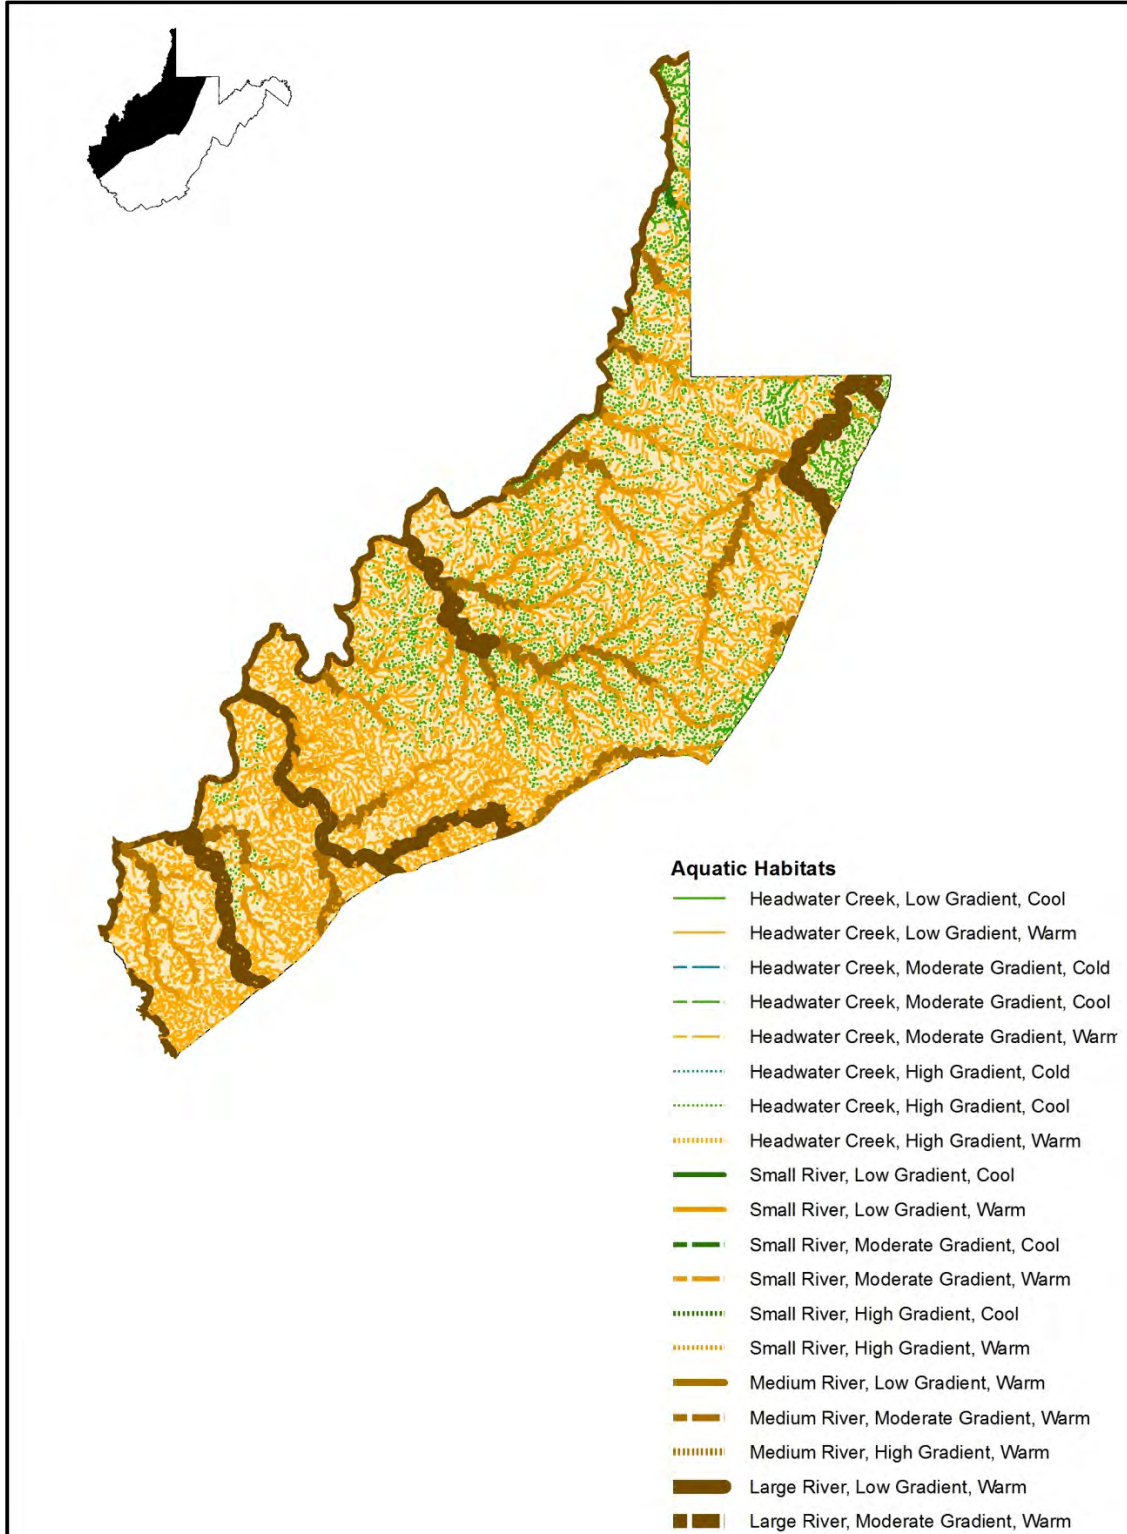 Aquatic Habitats
Headwater Creek, Low Gradient, Cool
Headwater Creek, Low Gradient, Warm
Headwater Creek, Moderate Gradient, Cold
Headwater Creek, Moderate Gradient, Cool
Headwater Creek, Moderate Gradient, Warm
Headwater Creek, High Gradient, Cold
Headwater Creek, High Gradient, Cool
Headwater Creek, High Gradient, Warm
Small River, Low Gradient, Cool
Small River, Low Gradient, Warm
Small River, Moderate Gradient, Cool
Small River, Moderate Gradient, Warm
Small River, High Gradient, Cool
Small River, High Gradient, Warm
Medium River, Low Gradient, Warm
Medium River, Moderate Gradient, Warm
Medium River, High Gradient, Warm
Large River, Low Gradient, Warm
Large River, Moderate Gradient, Warm